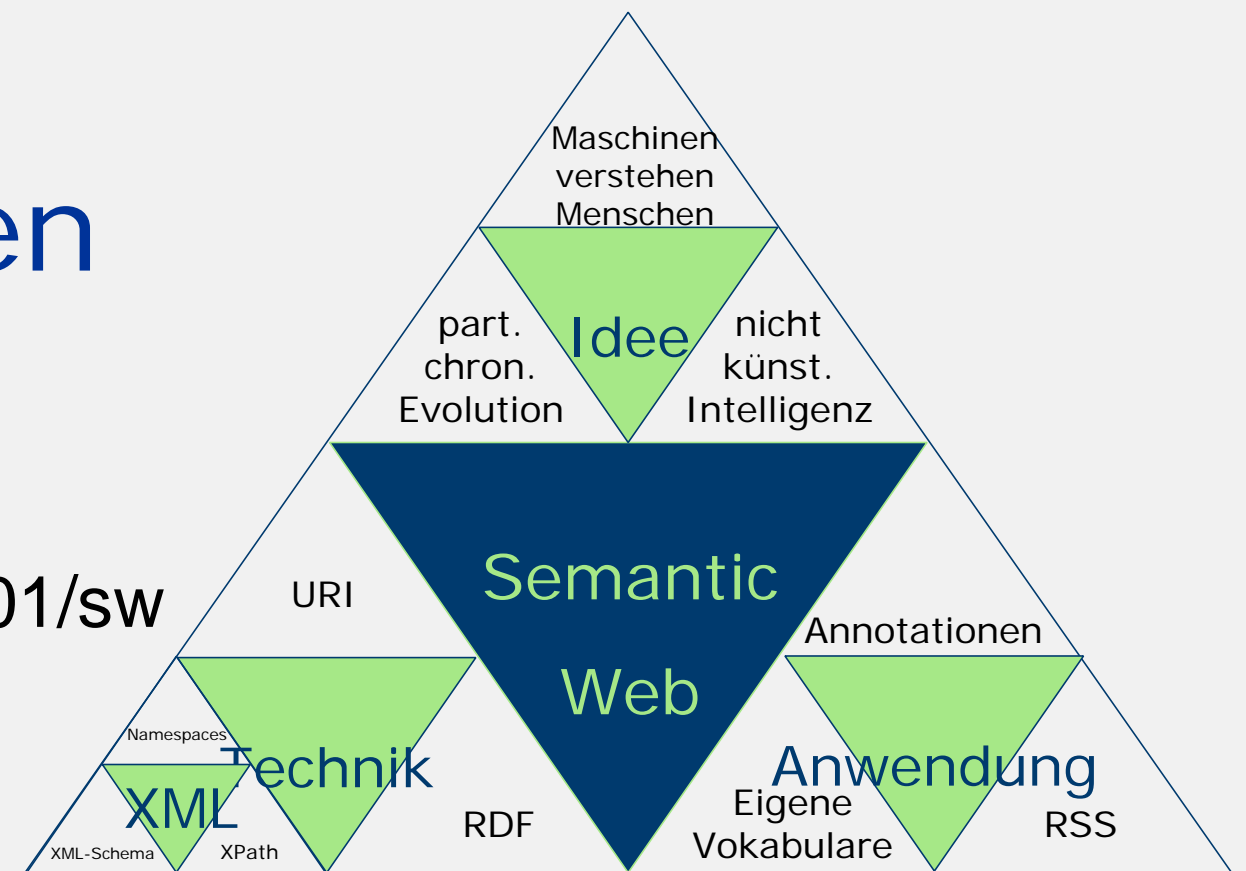 Maschinen
verstehen
Menschen
en
part.
chron.
Evolution
Idee
nicht
künst.
Intelligenz
Semantic
Web
URI
01/sw
Annotationen
Namespaces
Technik
XML
XML-Schema
XPath
RDF
Anwendung
Eigene
Vokabulare
RSS